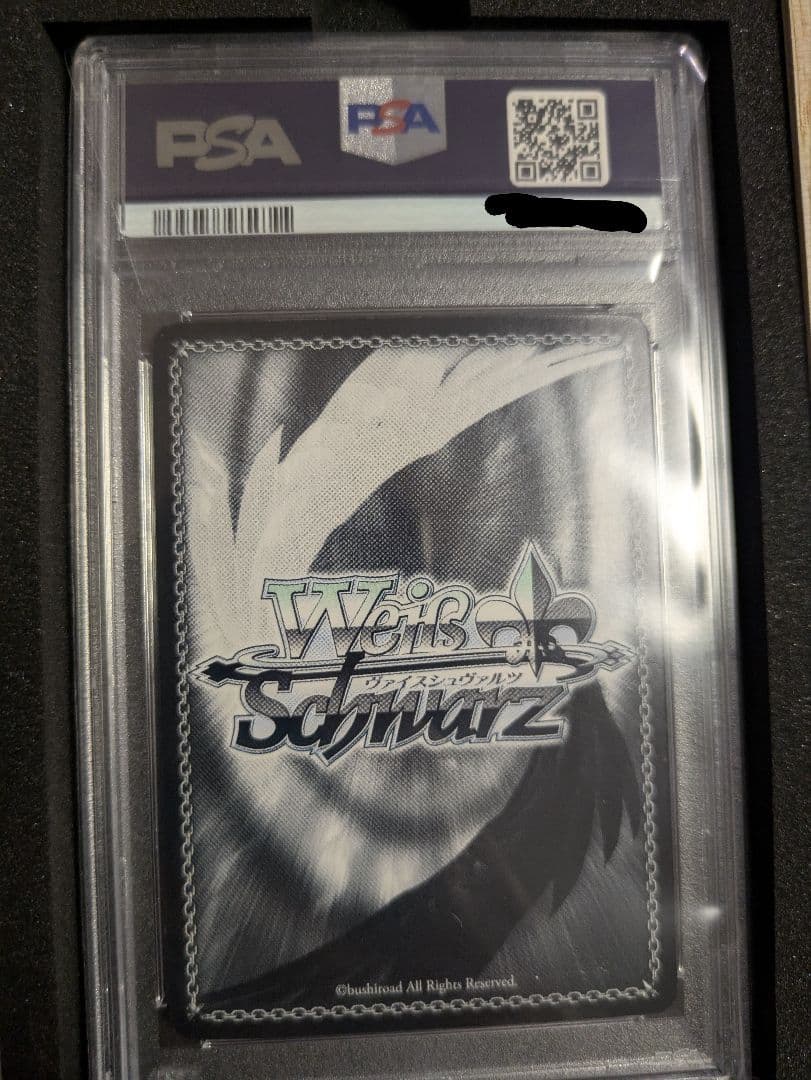 PSA
PSA
Weiß
ヴァイスシュヴァルツ
Schwarz
©bushiroad All Rights Reserved.